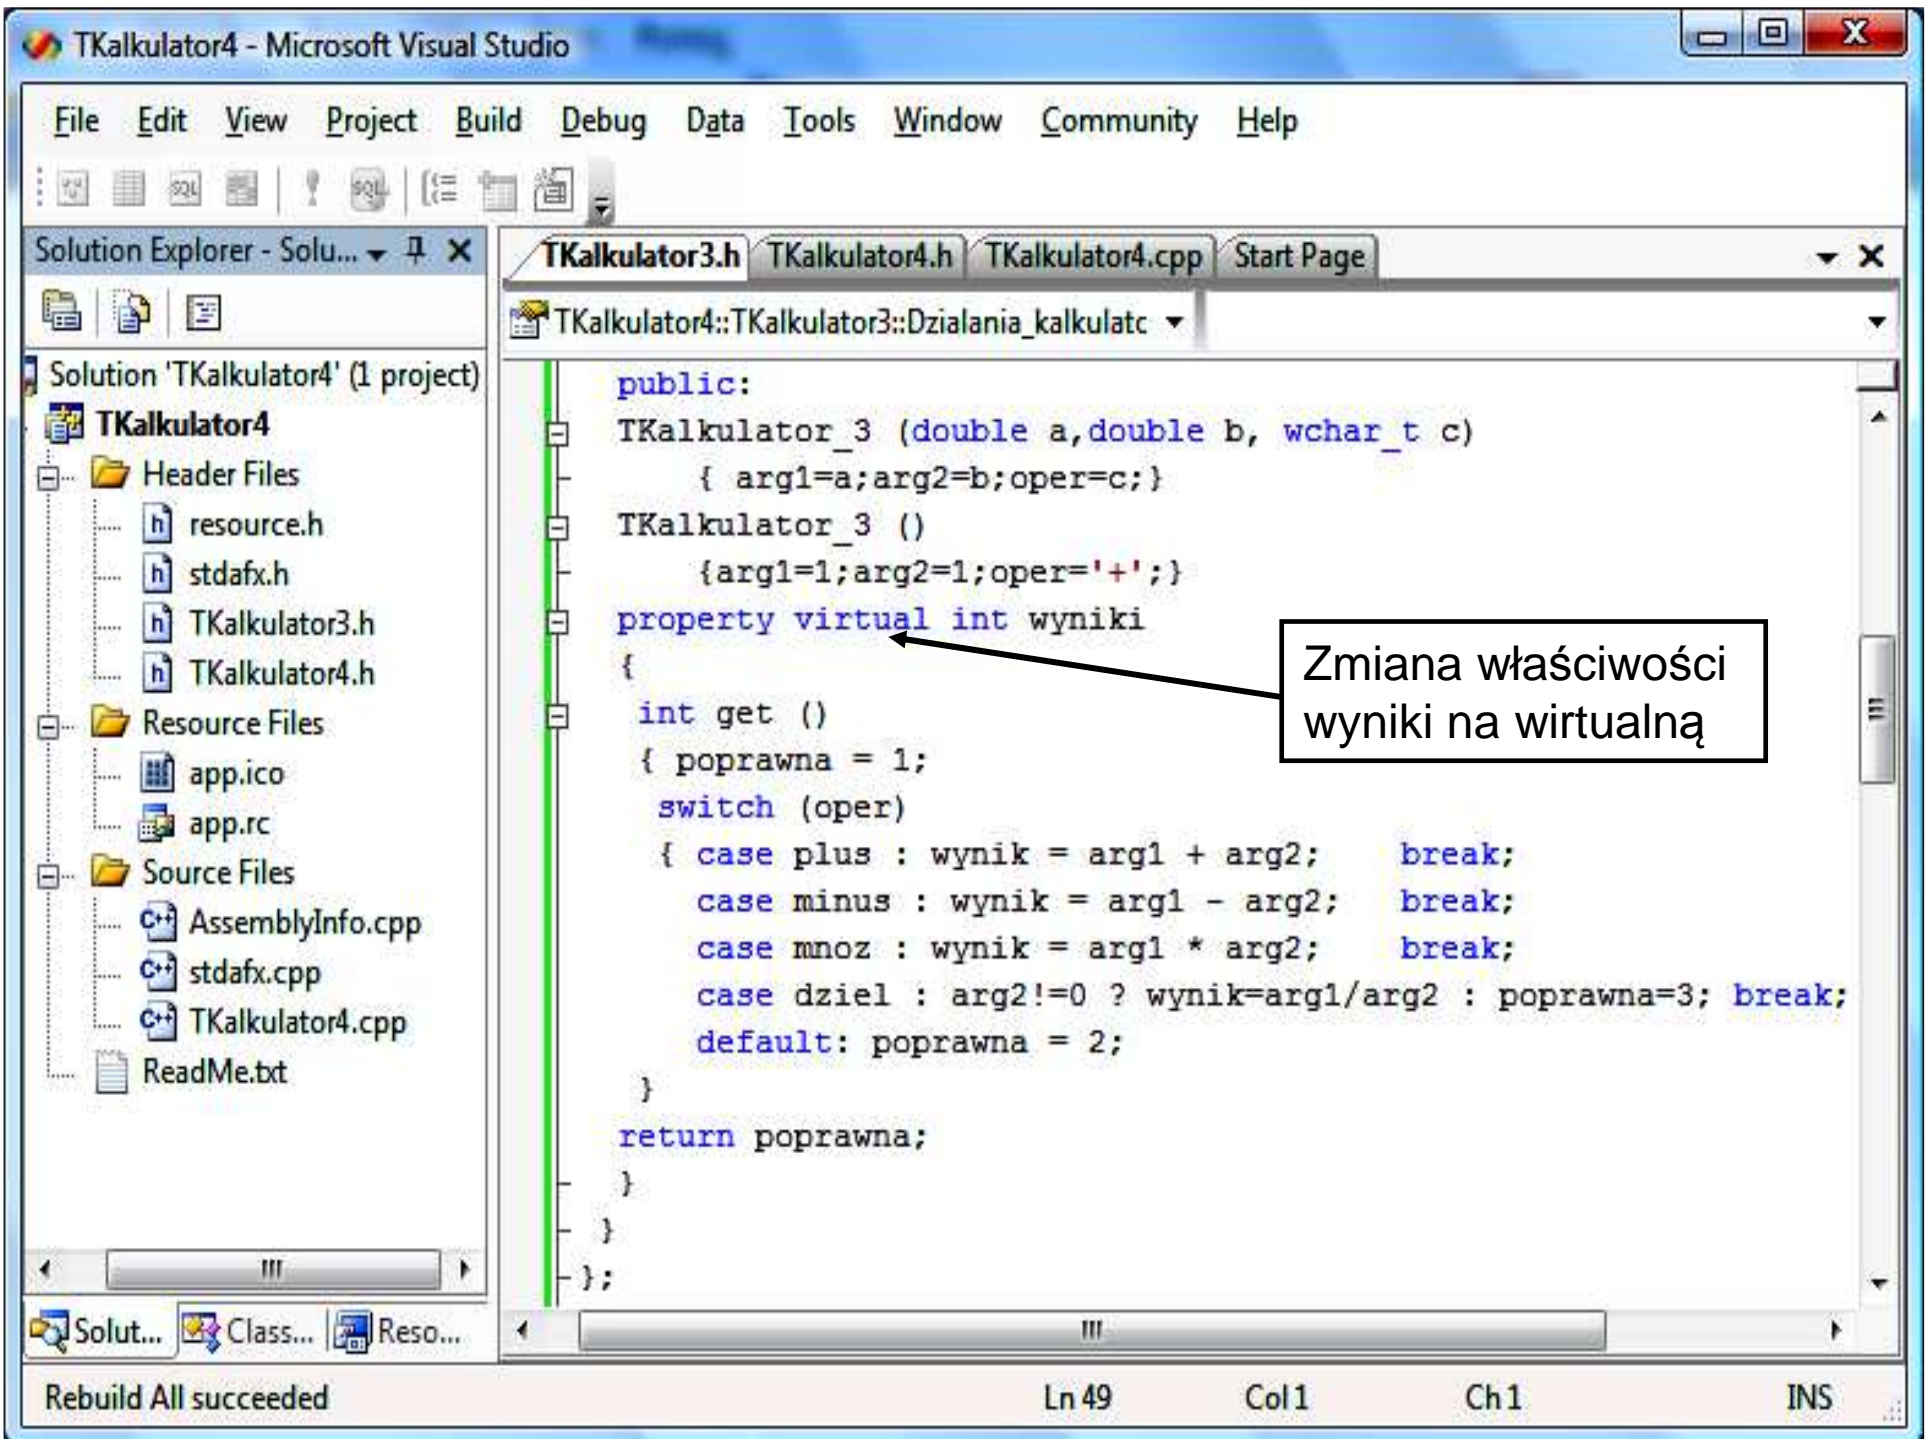 TKalkulator4 - Microsoft Visual Studio
File Edit View Project Build Debug Data Tools Window Community Help
Solution Explorer - Solu...
TKalkulator3.h TKalkulator4.h TKalkulator4.cpp Start Page
TKalkulator4::TKalkulator3::Dzialania_kalkulatc
Solution 'TKalkulator4' (1 project)
TKalkulator4
Header Files
resource.h
stdafx.h
TKalkulator3.h
TKalkulator4.h
Resource Files
app.ico
app.rc
Source Files
AssemblyInfo.cpp
stdafx.cpp
TKalkulator4.cpp
ReadMe.txt
Solut... Class... Reso...
public:
TKalkulator_3 (double a,double b, wchar_t c)
{ arg1=a;arg2=b;oper=c;}
TKalkulator_3 ()
{arg1=1;arg2=1;oper='+';}
property virtual int wyniki
{
int get ()
{ poprawna = 1;
switch (oper)
{ case plus : wynik = arg1 + arg2; break;
case minus : wynik = arg1 - arg2; break;
case mnoz : wynik = arg1 * arg2; break;
case dziel : arg2!=0 ? wynik=arg1/arg2 : poprawna=3; break;
default: poprawna = 2;
}
return poprawna;
}
}
};
Zmiana właściwości
wyniki na wirtualną
Rebuild All succeeded Ln 49 Col 1 Ch 1 INS